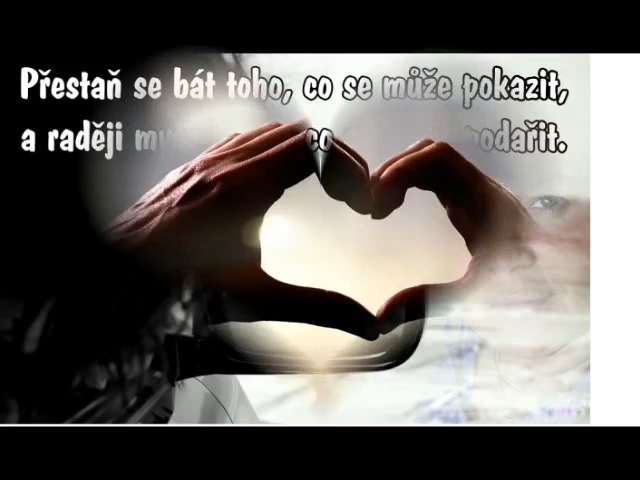 Přestaň se bát toho, co se může pokazit,
a raději co podařit.